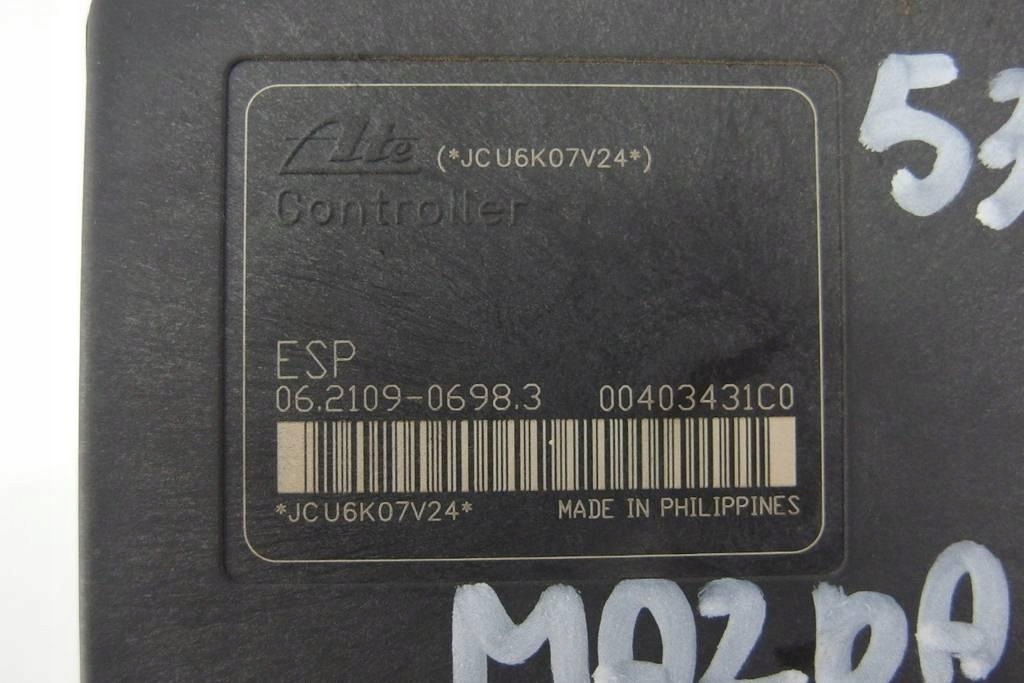 Ate (*JCU6K07V24*)
Controller
ESP
06.2109-0698.3 00403431C0
*JCU6K07V24* MADE IN PHILIPPINES
MAZDA